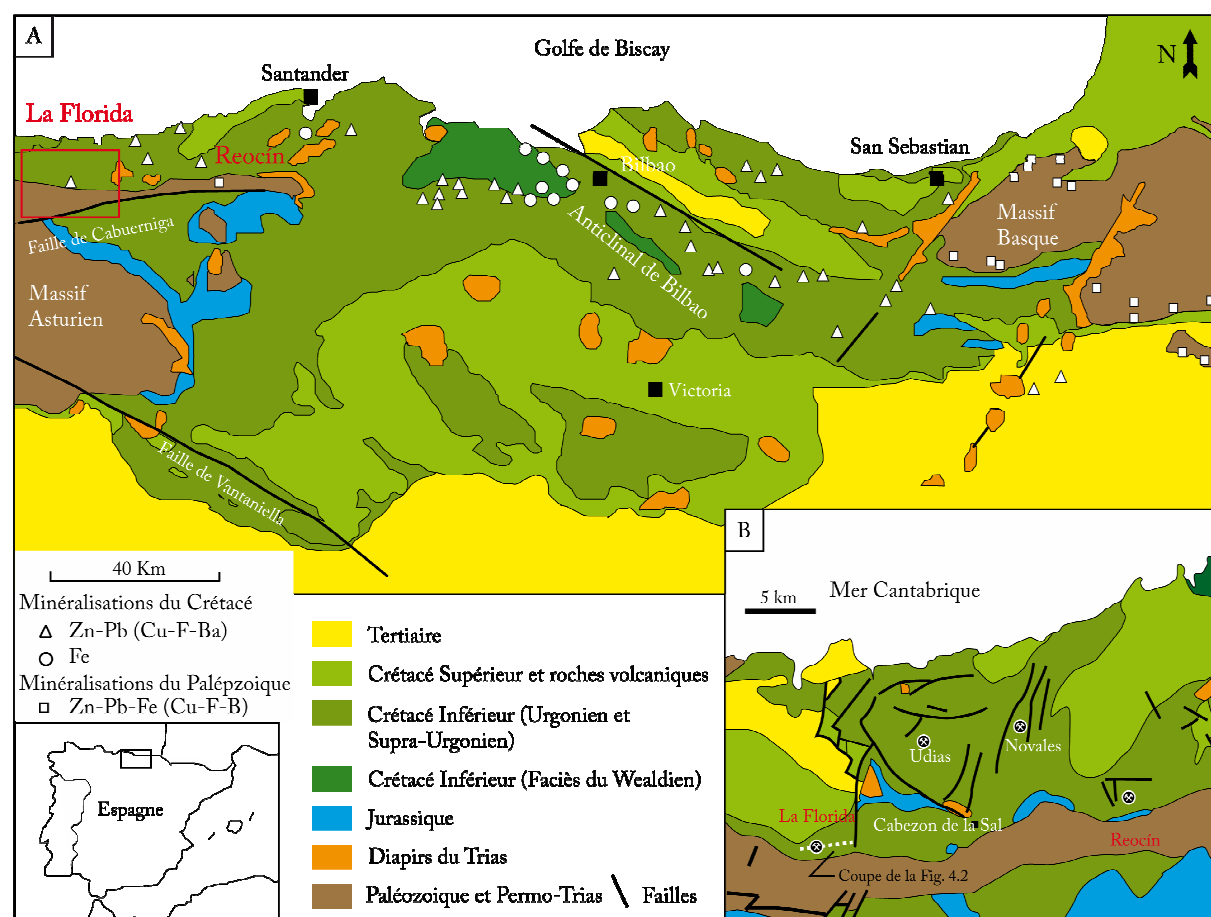 A
Golfe de Biscay
N
Santander
La Florida
Reocín
Bilbao
San Sebastian
Massif
Basque
Faille de Cabuerniga
Anticlinal de Bilbao
Massif
Asturien
Victoria
Faille de Vantaniella
40 Km
Minéralisations du Crétacé
Zn-Pb (Cu-F-Ba)
Fe
Minéralisations du Palépzoique
Zn-Pb-Fe (Cu-F-B)
Espagne
Tertiaire
Crétacé Supérieur et roches volcaniques
Crétacé Inférieur (Urgonien et
Supra-Urgonien)
Crétacé Inférieur (Faciès du Wealdien)
Jurassique
Diapirs du Trias
Paléozoique et Permo-Trias
Failles
B
5 km
Mer Cantabrique
Udias
Novales
La Florida
Cabezon de la Sal
Reocín
Coupe de la Fig. 4.2